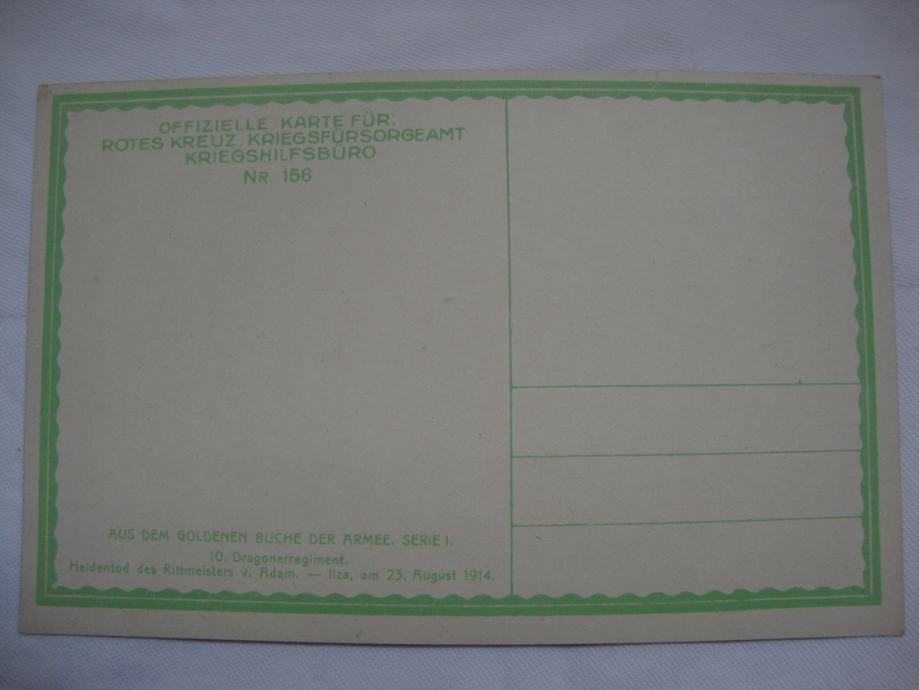 OFFIZIELLE KARTE FÜR:
ROTES KREUZ, KRIEGSFÜRSORGEAMT
KRIEGSHILFSBÜRO
NR. 156
AUS DEM GOLDENEN BUCHE DER ARMEE. SERIE I.
10. Dragonerregiment.
Heldentod des Rittmeisters v. Adam. — Ilza, am 23. August 1914.